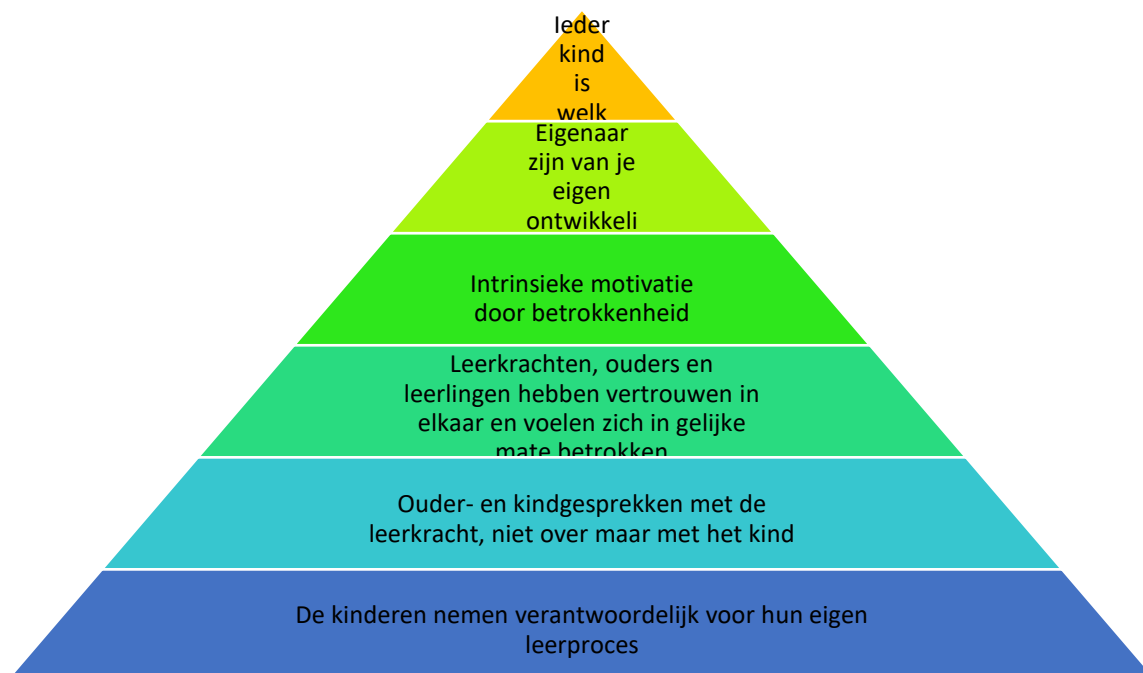 Ieder
kind
is
welk
Eigenaar
zijn van je
eigen
ontwikkeli
Intrinsieke motivatie
door betrokkenheid
Leerkrachten, ouders en
leerlingen hebben vertrouwen in
elkaar en voelen zich in gelijke
mate betrokken
Ouder- en kindgesprekken met de
leerkracht, niet over maar met het kind
De kinderen nemen verantwoordelijk voor hun eigen
leerproces